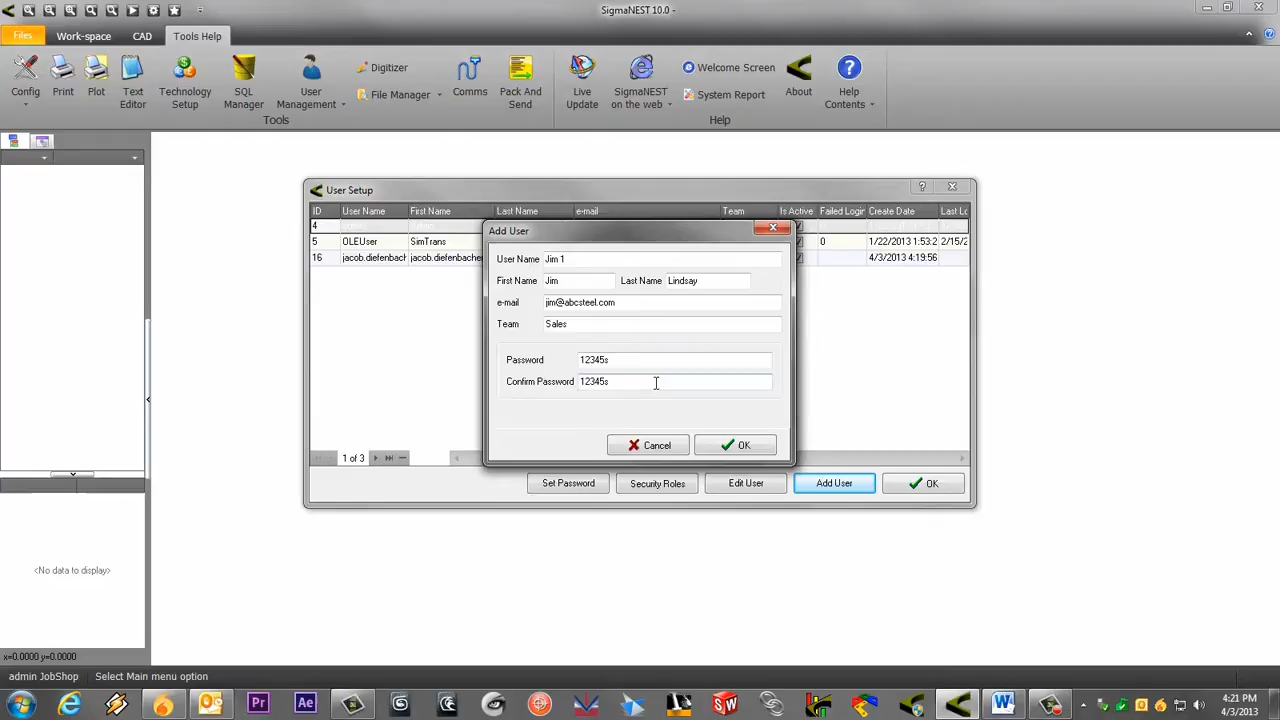 SigmaNEST 10.0 -
Files Work-space CAD Tools Help
Config Print Plot Text Editor Technology Setup SQL Manager User Management Digitizer File Manager Comms Pack And Send Live Update SigmaNEST on the web Welcome Screen System Report About Help Contents
Tools Help
User Setup
ID User Name First Name Last Name e-mail Team Is Active Failed Login Create Date Last Lo
4
Add User
5 OLEUser SimTrans 0 1/22/2013 1:53.2 2/15/2
16 jacob.diefenbach jacob.diefenbacher 4/3/2013 4:19:56
User Name Jim 1
First Name Jim Last Name Lindsay
e-mail jim@abcsteel.com
Team Sales
Password 12345s
Confirm Password 12345s
Cancel OK
1 of 3
Set Password Security Roles Edit User Add User OK
<No data to display>
x=0.0000 y=0.0000
admin JobShop Select Main menu option
Pr Ae SW W
4:21 PM
4/3/2013